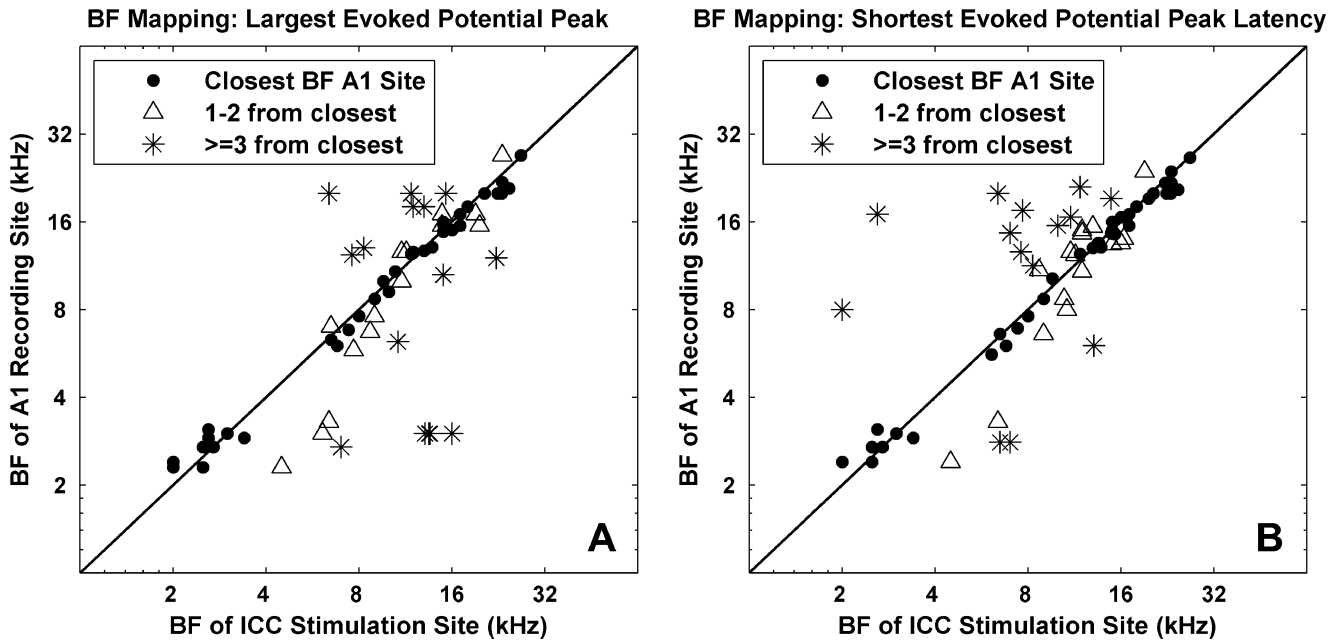 BF Mapping: Largest Evoked Potential Peak
Closest BF A1 Site
1-2 from closest
>=3 from closest
BF of A1 Recording Site (kHz)
32
16
8
4
2
A
2 4 8 16 32
BF of ICC Stimulation Site (kHz)
BF Mapping: Shortest Evoked Potential Peak Latency
Closest BF A1 Site
1-2 from closest
>=3 from closest
BF of A1 Recording Site (kHz)
32
16
8
4
2
B
2 4 8 16 32
BF of ICC Stimulation Site (kHz)